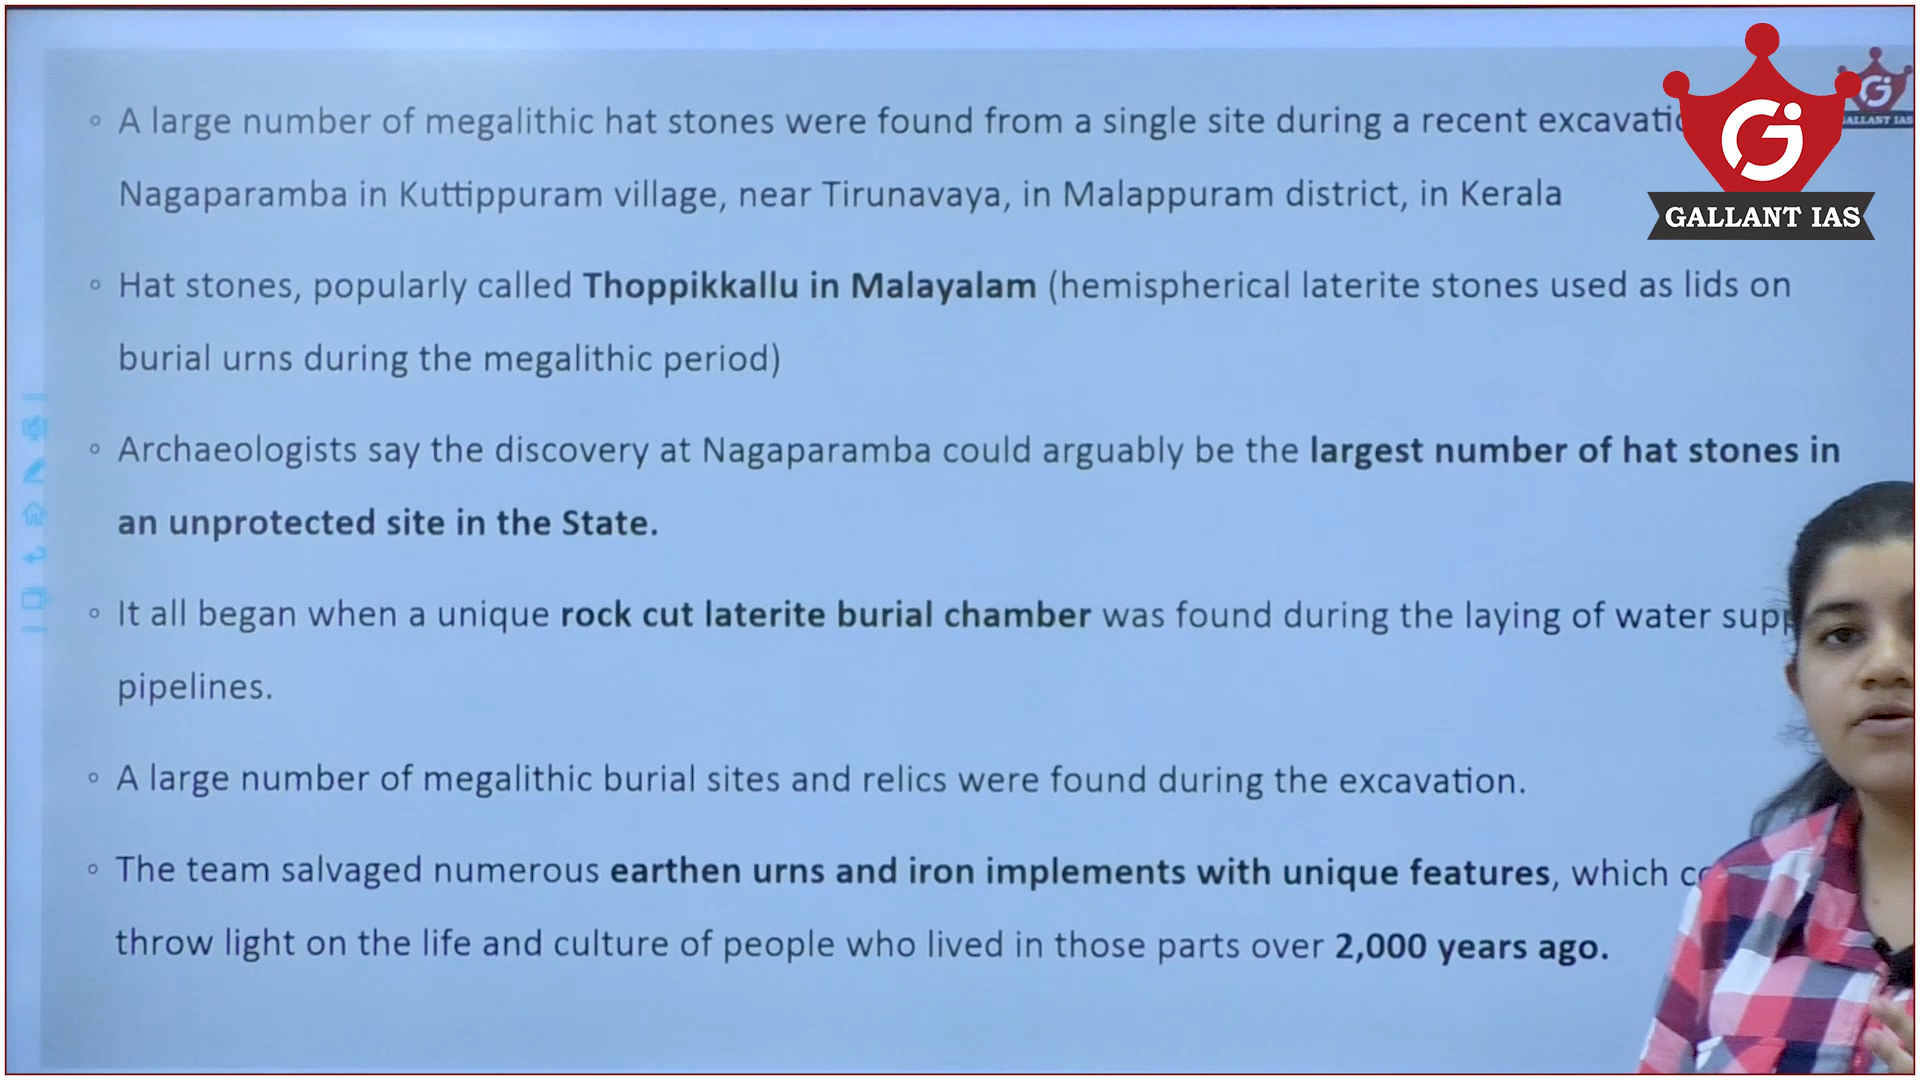 A large number of megalithic hat stones were found from a single site during a recent
Nagaparamba in Kuttippuram village, near Tirunavaya, in Malappuram district, in Kerala
Hat stones, popularly called Thoppikkallu in Malayalam (hemispherical laterite stones used as lids on
burial urns during the megalithic period)
Archaeologists say the discovery at Nagaparamba could arguably be the largest number of hat stones in
an unprotected site in the State.
It all began when a unique rock cut laterite burial chamber was found during the laying of water
pipelines.
A large number of megalithic burial sites and relics were found during the excavation.
The team salvaged numerous earthen urns and iron implements with unique features, which
throw light on the life and culture of people who lived in those parts over 2,000 years ago.
GALLANT IAS